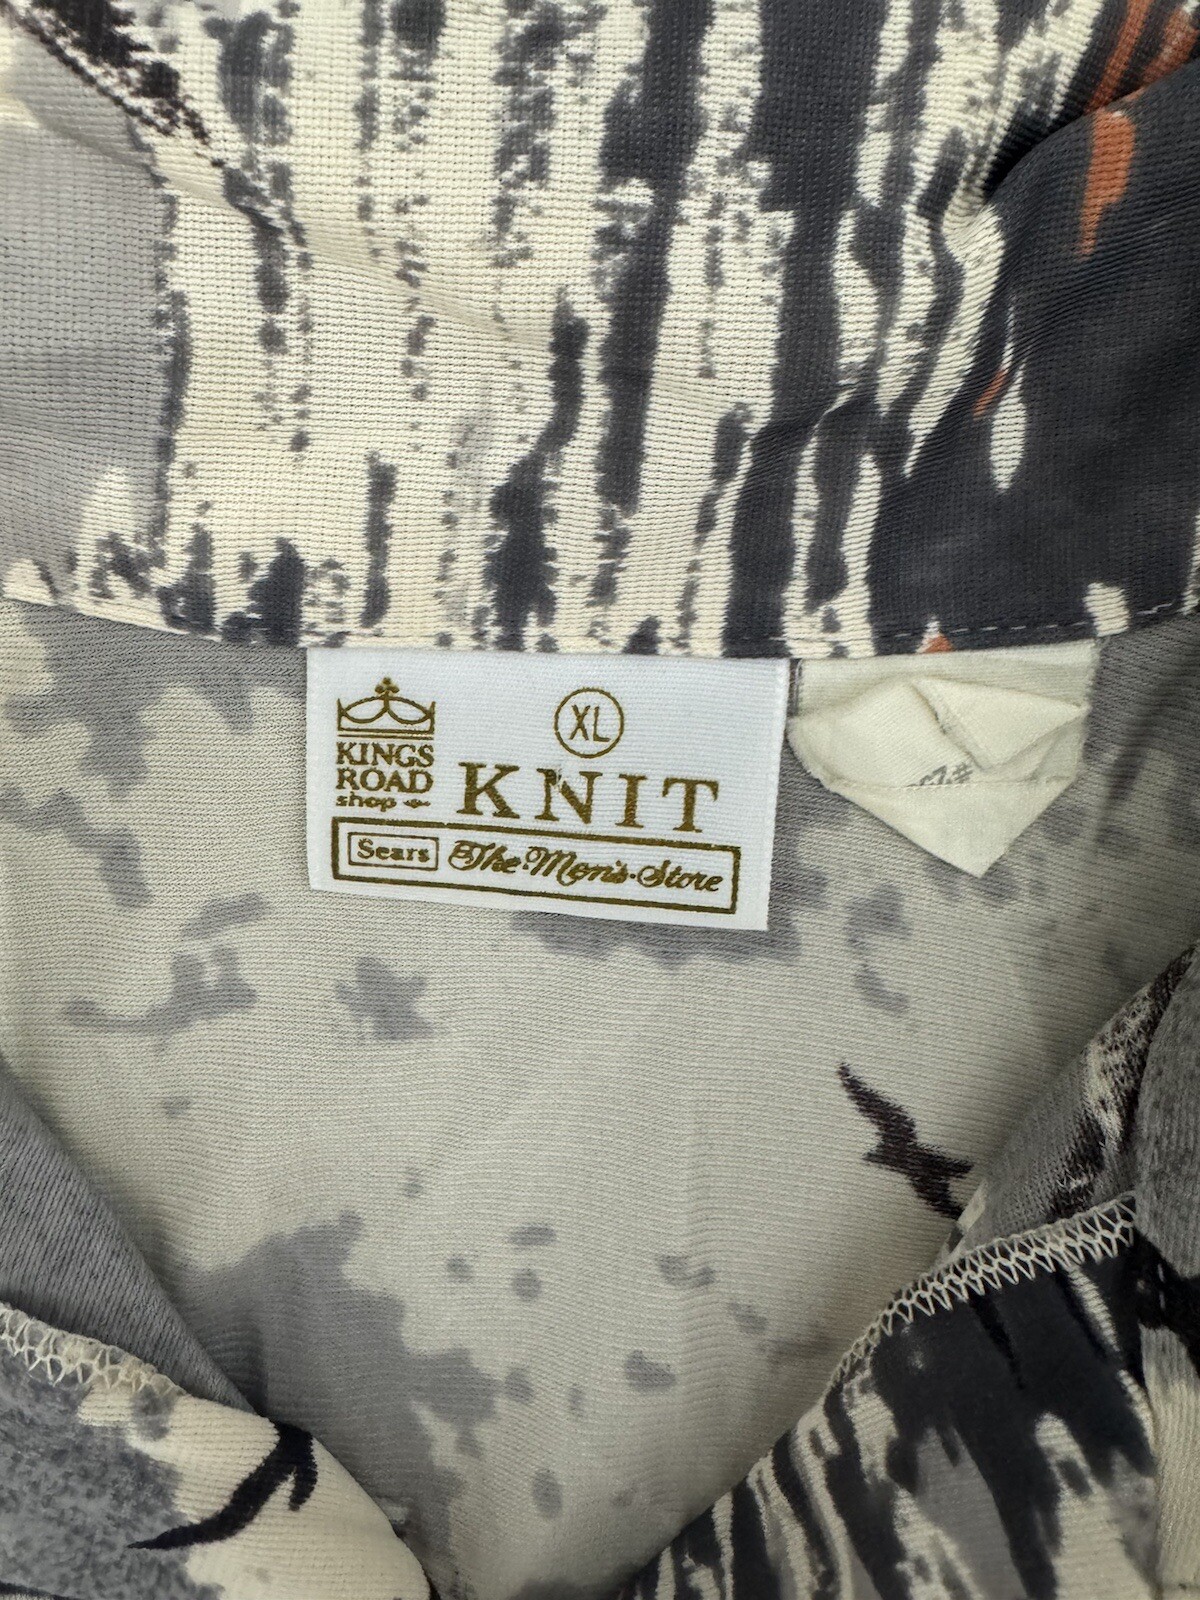 XL
KINGS
ROAD
shop
KNIT
Sears The Men's Store